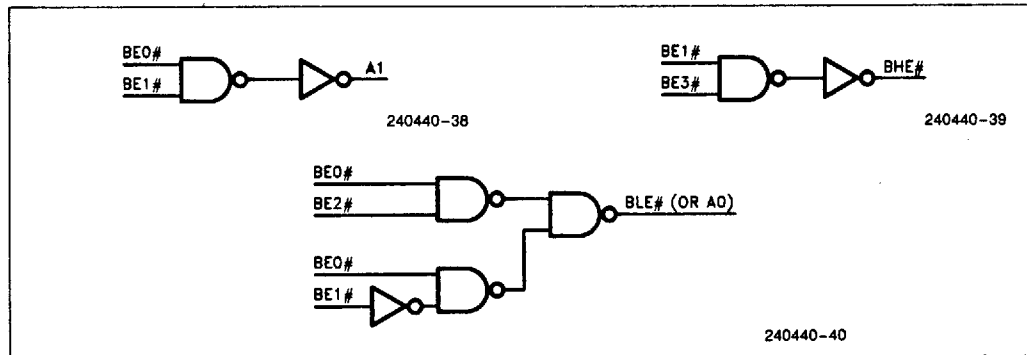 BE0#
BE1#
A1
240440-38
BE1#
BE3#
BHE#
240440-39
BE0#
BE2#
BLE# (OR A0)
BE0#
BE1#
240440-40